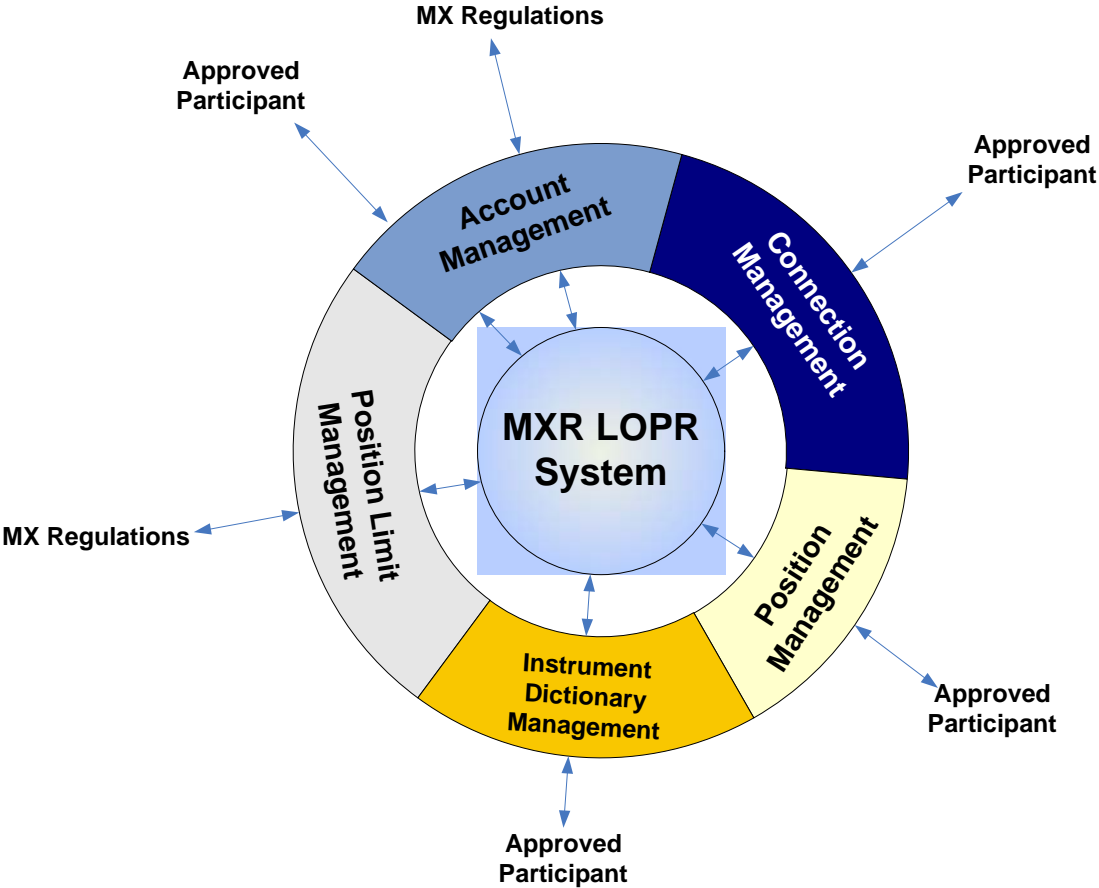 MX Regulations
Approved
Participant
Approved
Participant
Account
Management
Connection
Management
MXR LOPR
System
Position Limit
Management
MX Regulations
Position
Management
Instrument
Dictionary
Management
Approved
Participant
Approved
Participant